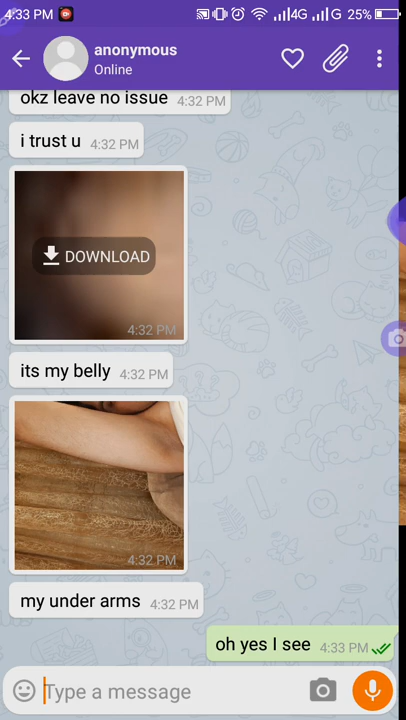 4:33 PM
4G
G
25%
anonymous
Online
okz leave no issue 4:32 PM
i trust u 4:32 PM
DOWNLOAD
4:32 PM
its my belly 4:32 PM
4:32 PM
my under arms 4:32 PM
oh yes I see 4:33 PM
Type a message